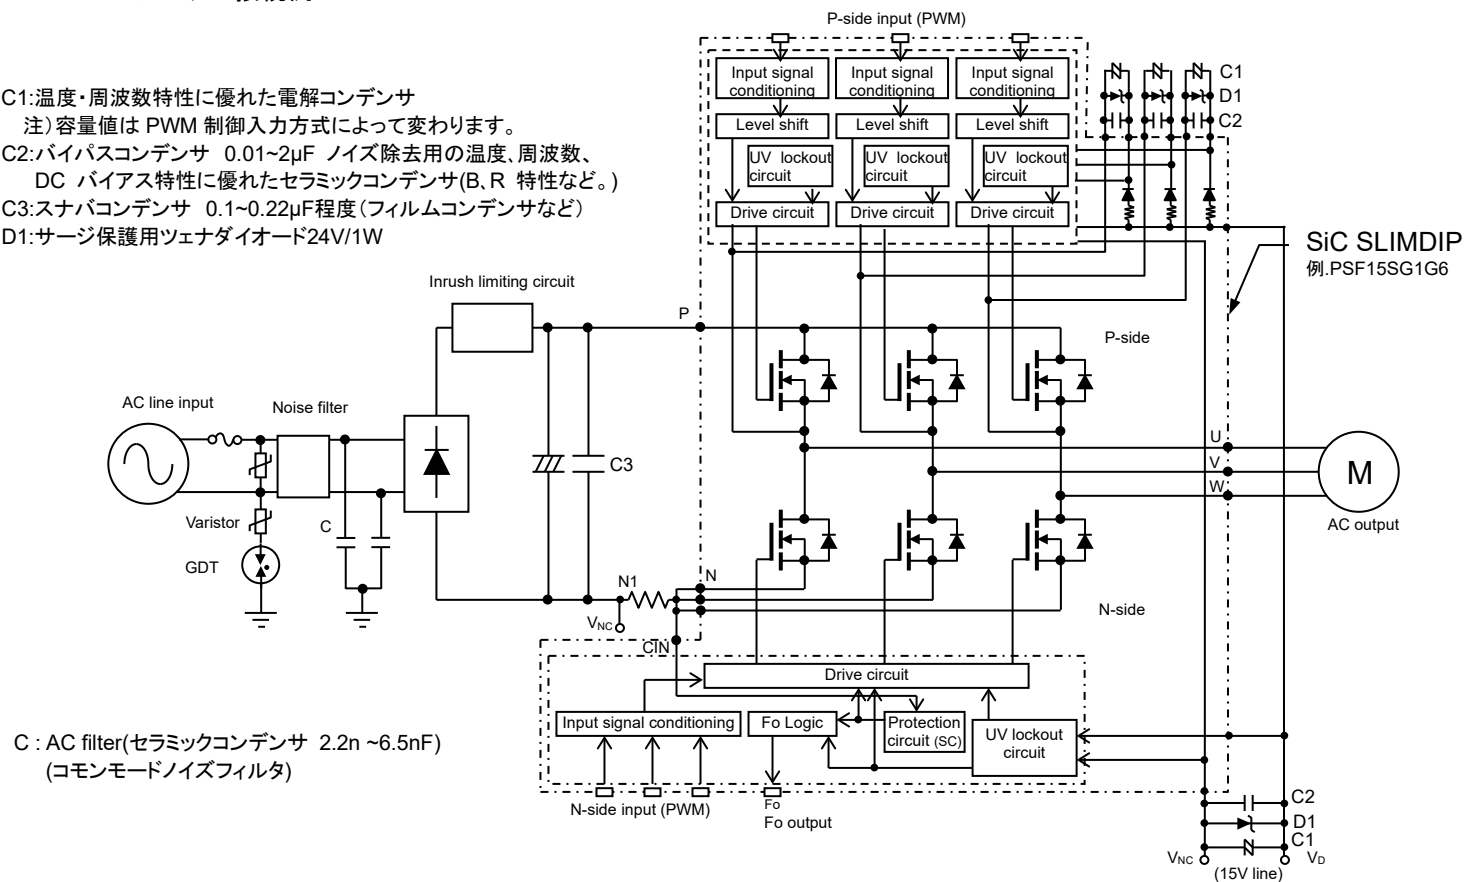 P-side input (PWM)
C1:温度・周波数特性に優れた電解コンデンサ
注）容量値は PWM 制御入力方式によって変わります。
C2:バイパスコンデンサ 0.01~2μF ノイズ除去用の温度、周波数、
DC バイアス特性に優れたセラミックコンデンサ(B、R 特性など。)
C3:スナバコンデンサ 0.1~0.22μF程度（フィルムコンデンサなど）
D1:サージ保護用ツェナダイオード24V/1W
Input signal conditioning
Input signal conditioning
Input signal conditioning
Level shift
Level shift
Level shift
UV lockout circuit
UV lockout circuit
UV lockout circuit
Drive circuit
Drive circuit
Drive circuit
C1
D1
C2
SiC SLIMDIP
例.PSF15SG1G6
Inrush limiting circuit
P
P-side
AC line input
Noise filter
C3
U
V
W
M
AC output
Varistor
C
GDT
N1
N
VNC
CIN
N-side
Drive circuit
Input signal conditioning
Fo Logic
Protection circuit (SC)
UV lockout circuit
C : AC filter(セラミックコンデンサ 2.2n ~6.5nF)
(コモンモードノイズフィルタ)
N-side input (PWM)
Fo
Fo output
C2
D1
C1
VNC
VD
(15V line)